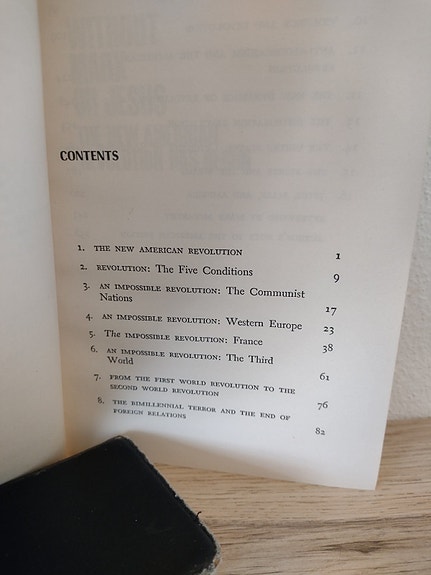 CONTENTS
1. THE NEW AMERICAN REVOLUTION 1
2. REVOLUTION: The Five Conditions 9
3. AN IMPOSSIBLE REVOLUTION: The Communist
Nations 17
4. AN IMPOSSIBLE REVOLUTION: Western Europe 23
5. The IMPOSSIBLE REVOLUTION: France 38
6. AN IMPOSSIBLE REVOLUTION: The Third
World 61
7. FROM THE FIRST WORLD REVOLUTION TO THE
SECOND WORLD REVOLUTION 76
8. THE BIMILLENNIAL TERROR AND THE END OF
FOREIGN RELATIONS 82